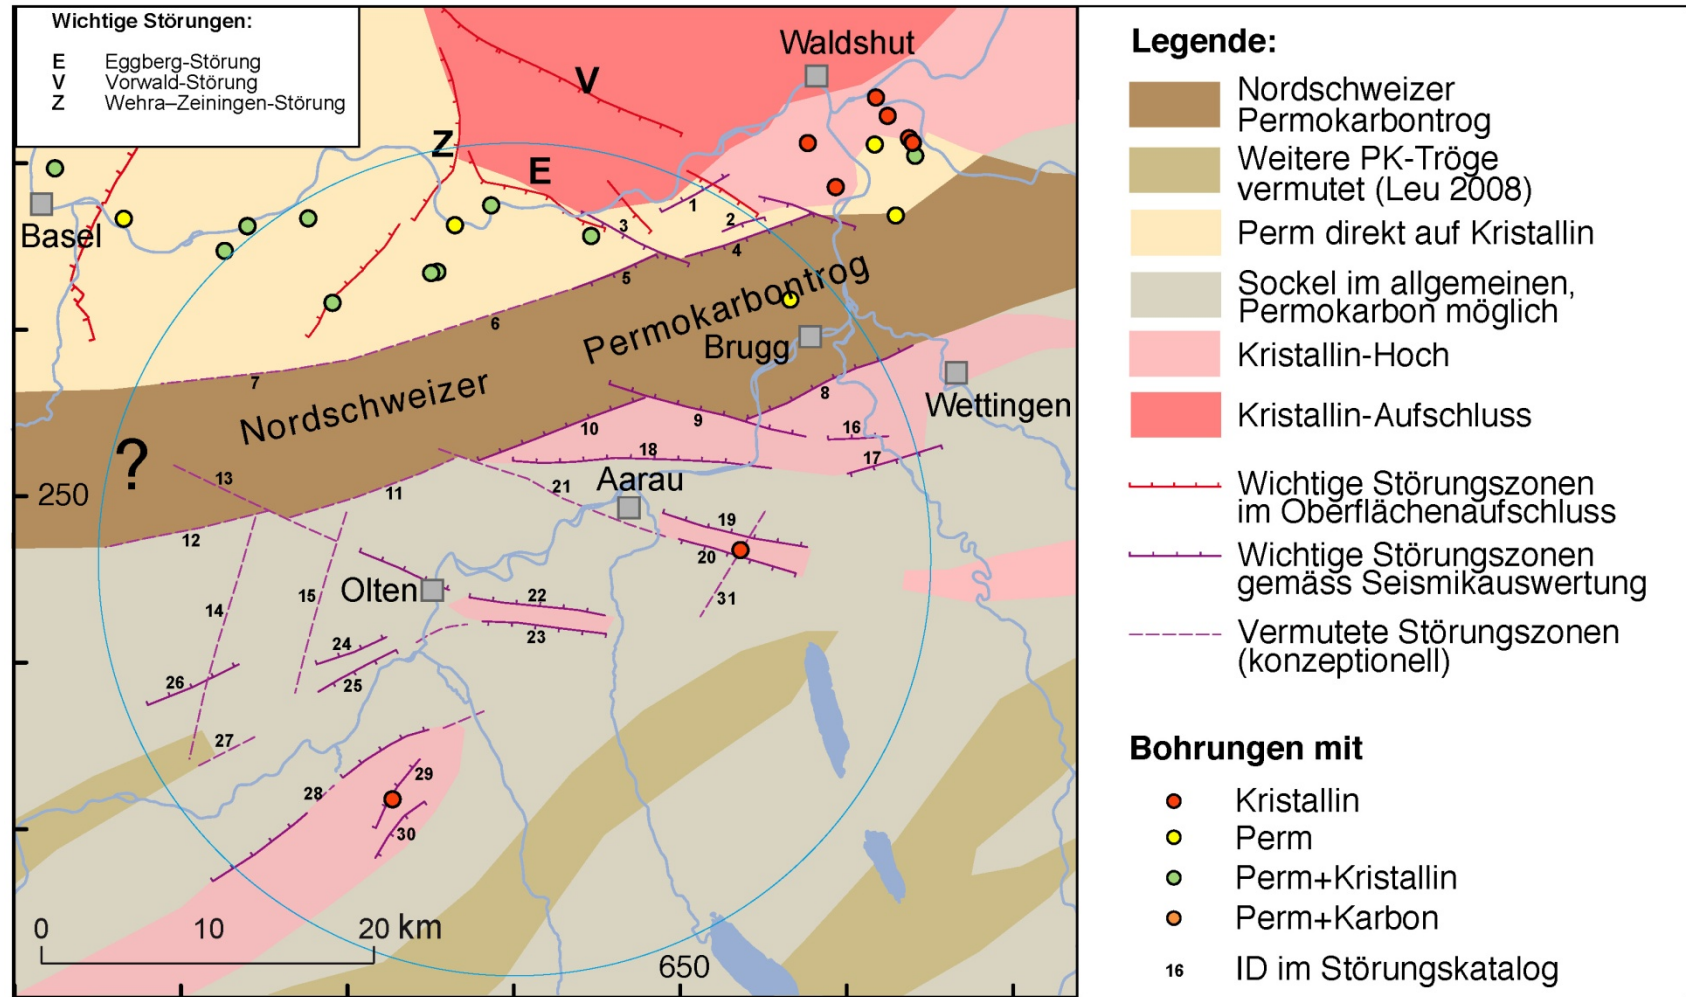 Wichtige Störungen:
E Eggberg-Störung
V Vorwald-Störung
Z Wehra–Zeiningen-Störung
Waldshut
V
Z
E
Basel
1
2
3
4
5
6
7
Permokarbontrog
Nordschweizer
Brugg
Wettingen
8
9
10
16
17
18
?
13
250
11
21
Aarau
12
19
20
Olten
14
15
22
31
23
24
25
26
27
28
29
30
0 10 20 km
650
Legende:
Nordschweizer
Permokarbontrog
Weitere PK-Tröge
vermutet (Leu 2008)
Perm direkt auf Kristallin
Sockel im allgemeinen,
Permokarbon möglich
Kristallin-Hoch
Kristallin-Aufschluss
Wichtige Störungszonen
im Oberflächenaufschluss
Wichtige Störungszonen
gemäss Seismikauswertung
Vermutete Störungszonen
(konzeptionell)
Bohrungen mit
Kristallin
Perm
Perm+Kristallin
Perm+Karbon
16 ID im Störungskatalog